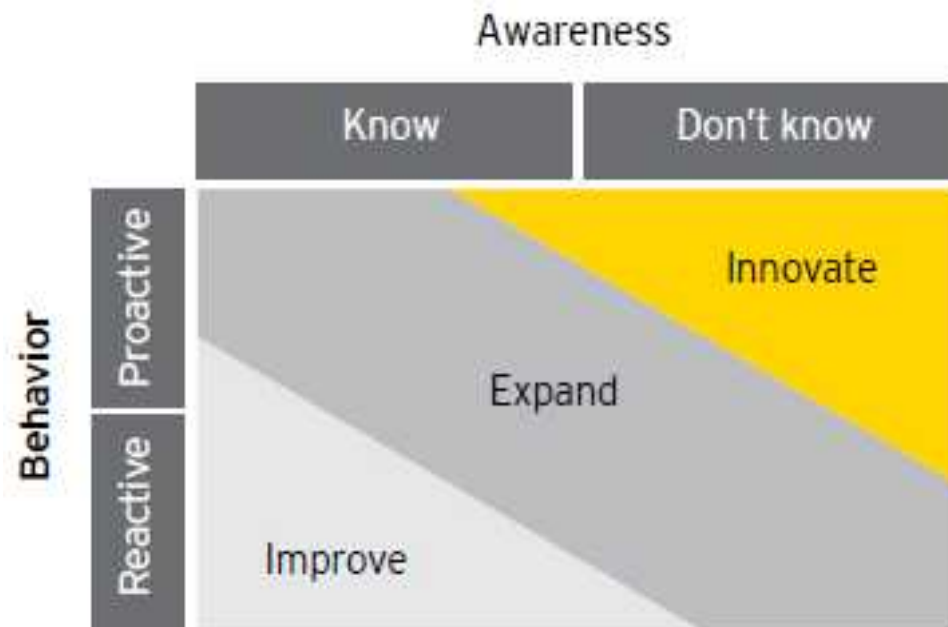 Awareness
Know
Don't know
Behavior
Proactive
Reactive
Innovate
Expand
Improve